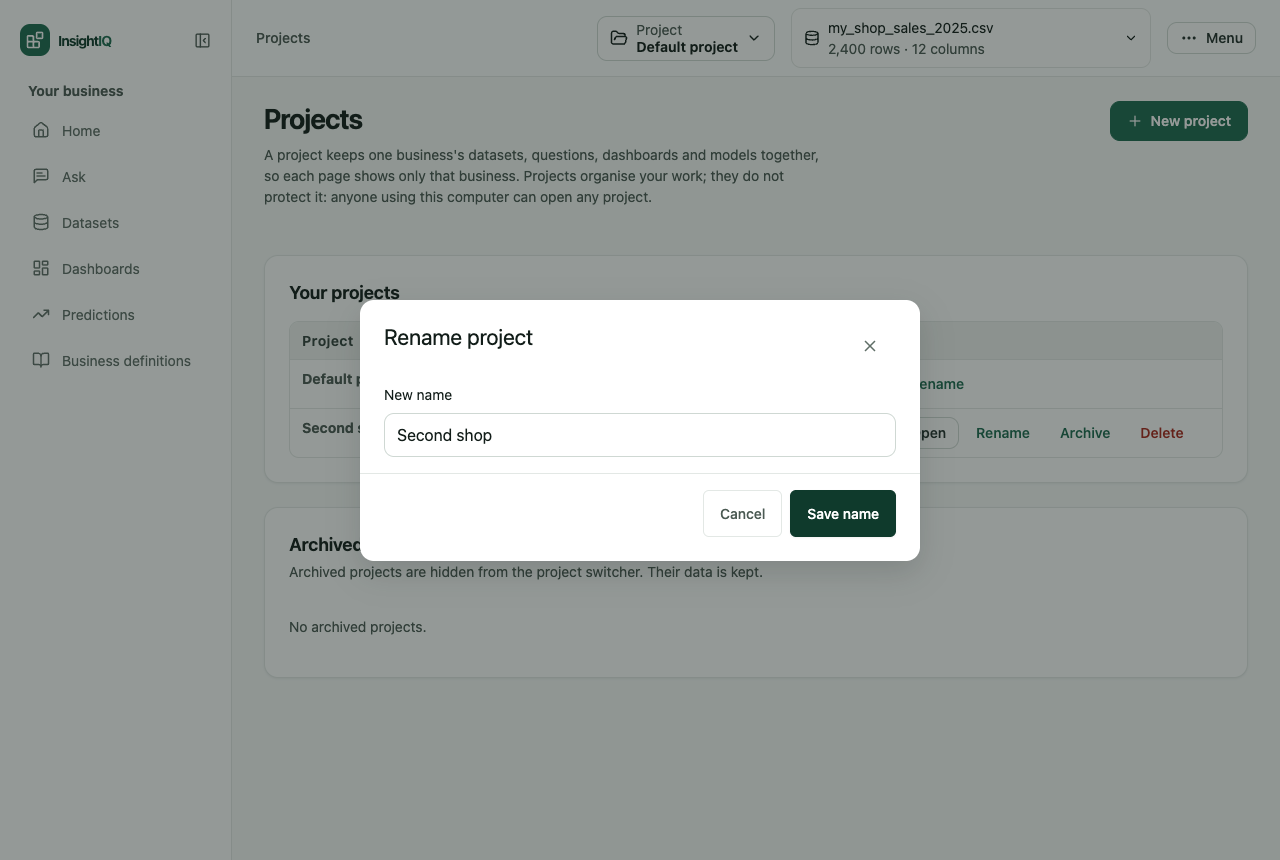 InsightIQ
Your business
Home
Ask
Datasets
Dashboards
Predictions
Business definitions
Projects
Project
Default project
my_shop_sales_2025.csv
2,400 rows · 12 columns
Menu
Projects
New project
A project keeps one business's datasets, questions, dashboards and models together,
so each page shows only that business. Projects organise your work; they do not
protect it: anyone using this computer can open any project.
Your projects
Project
Default
Second
Rename project
New name
Second shop
Cancel
Save name
Rename Archive Delete
Archived
Archived projects are hidden from the project switcher. Their data is kept.
No archived projects.